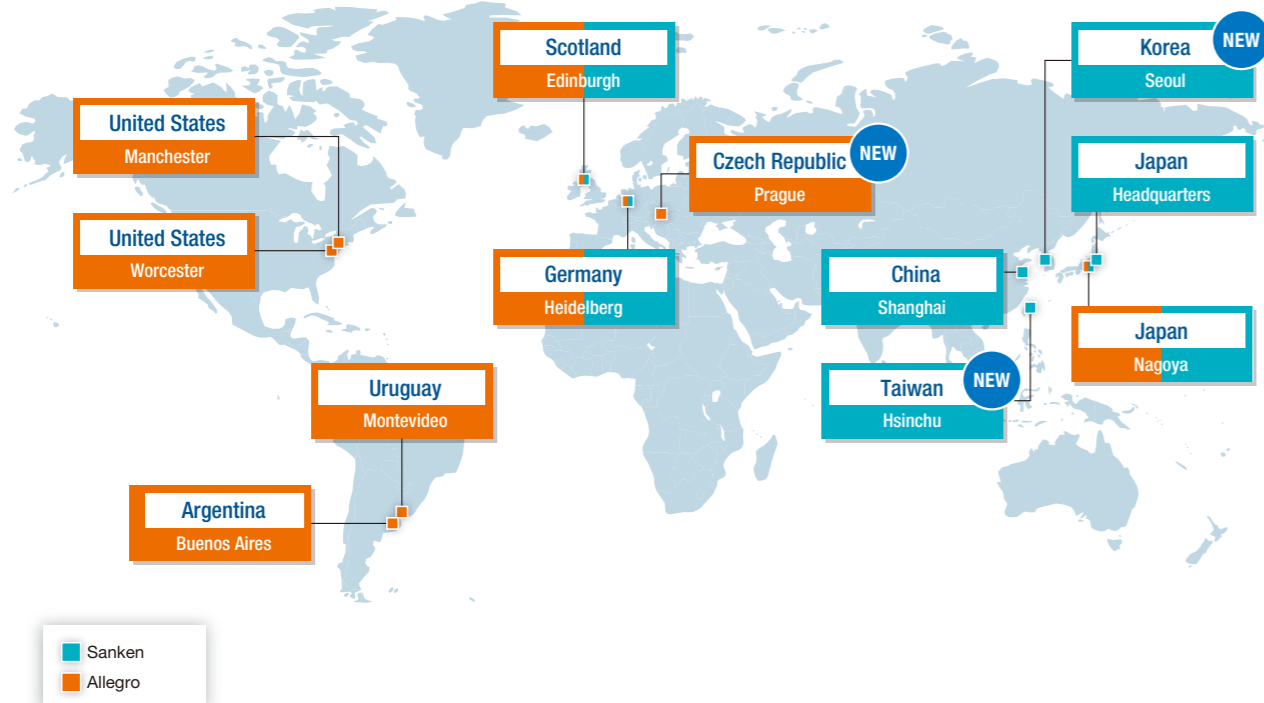 Scotland
Edinburgh
Korea
NEW
Seoul
United States
Manchester
Czech Republic
NEW
Prague
Japan
Headquarters
United States
Worcester
Germany
Heidelberg
China
Shanghai
Japan
Nagoya
Uruguay
Montevideo
Taiwan
NEW
Hsinchu
Argentina
Buenos Aires
Sanken
Allegro